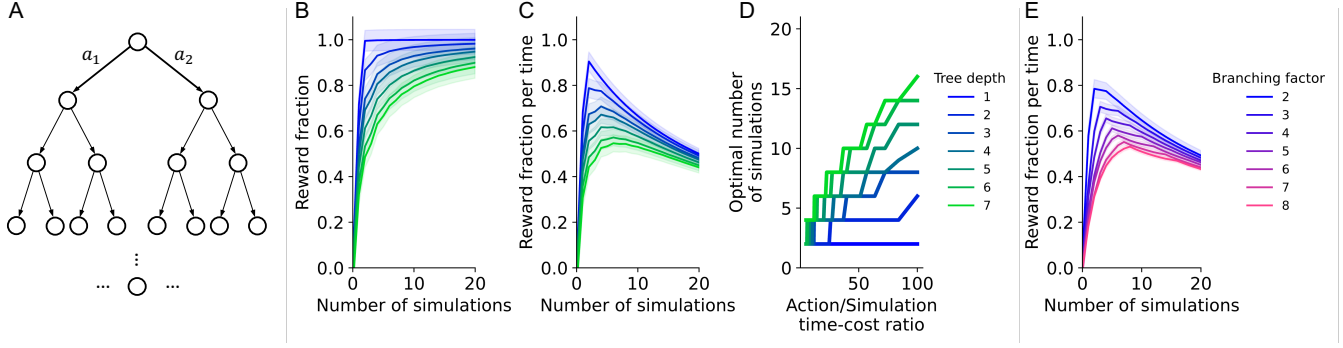 A
a₁
a₂
...
...
...
B
1.0
0.8
0.6
0.4
0.2
0.0
0
10
20
Reward fraction
Number of simulations
C
1.0
0.8
0.6
0.4
0.2
0.0
0
10
20
Reward fraction per time
Number of simulations
D
20
15
10
5
0
50
100
Optimal number
of simulations
Action/Simulation
time-cost ratio
Tree depth
1
2
3
4
5
6
7
E
1.0
0.8
0.6
0.4
0.2
0.0
0
10
20
Reward fraction per time
Number of simulations
Branching factor
2
3
4
5
6
7
8